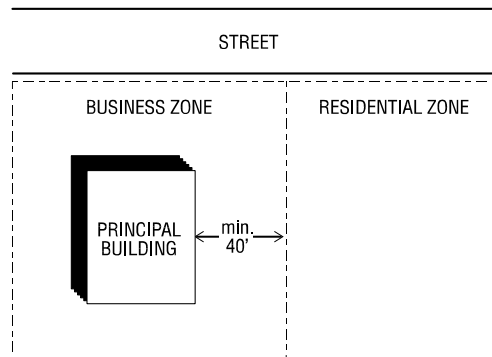 STREET
BUSINESS ZONE
RESIDENTIAL ZONE
PRINCIPAL
BUILDING
min.
40'